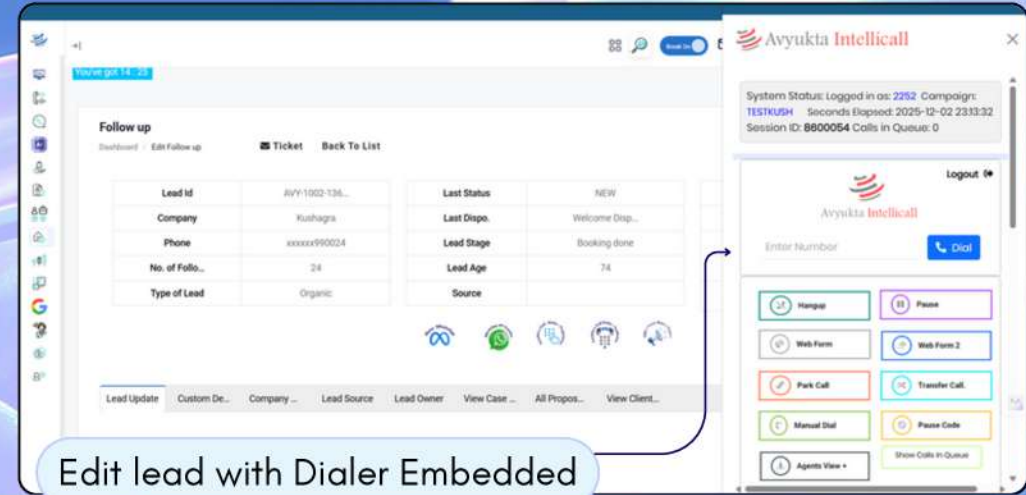 You've got 14 : 25
Follow up
Dashboard / Edit Follow up
Ticket Back To List
Lead Id AVY-1002-136... Last Status NEW
Company Kushagra Last Dispo. Welcome Disp...
Phone xxxxxx990024 Lead Stage Booking done
No. of Follo... 24 Lead Age 74
Type of Lead Organic Source
Lead Update Custom De... Company ... Lead Source Lead Owner View Case ... All Propos... View Client...
Edit lead with Dialer Embedded
Avyukta Intellicall
System Status: Logged in as: 2252 Campaign:
TESTKUSH Seconds Elapsed: 2025-12-02 23:13:32
Session ID: 8600054 Calls in Queue: 0
Logout
Avyukta Intellicall
Enter Number Dial
Hangup Pause
Web Form Web Form 2
Park Call Transfer Call.
Manual Dial Pause Code
Agents View + Show Calls In Queue